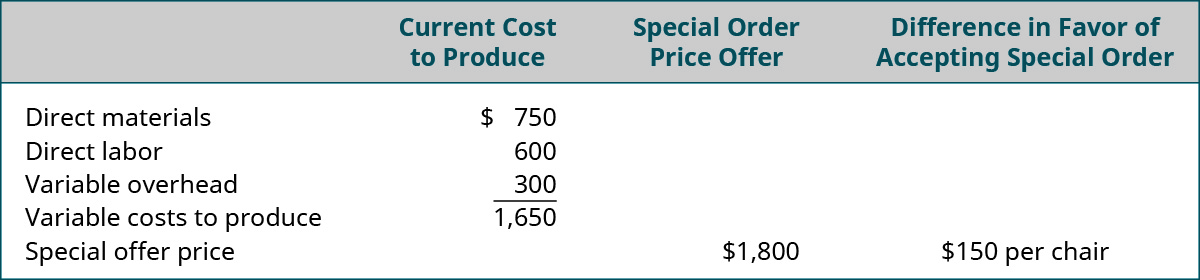 Current Cost to Produce Special Order Price Offer Difference in Favor of Accepting Special Order
Direct materials $ 750
Direct labor 600
Variable overhead 300
Variable costs to produce 1,650
Special offer price $1,800 $150 per chair